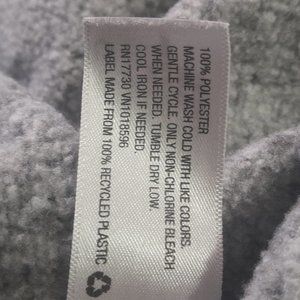 100% POLYESTER
MACHINE WASH COLD WITH LIKE COLORS.
GENTLE CYCLE. ONLY NON-CHLORINE BLEACH
WHEN NEEDED. TUMBLE DRY LOW.
COOL IRON IF NEEDED.
RN17730 VN1018596
LABEL MADE FROM 100% RECYCLED PLASTIC